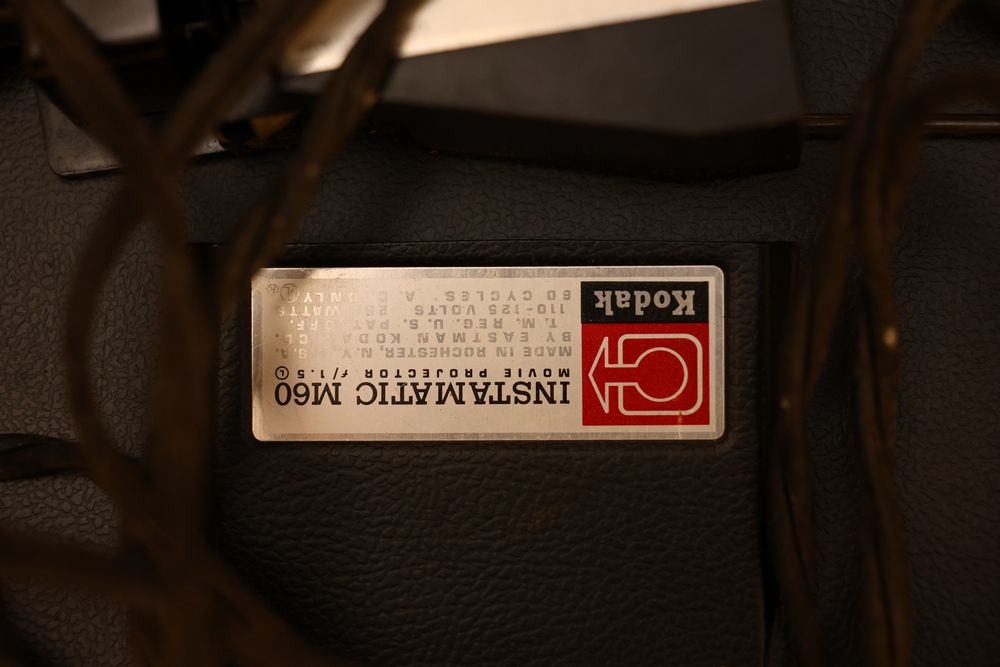 INSTAMATIC M60
MOVIE PROJECTOR f/1.5 Ⓛ
MADE IN ROCHESTER, N.Y., U.S.A.
BY EASTMAN KODAK CO.
T. M. REG. U. S. PAT. OFF.
110-125 VOLTS WATTS
60 CYCLES A. C. ONLY
Kodak